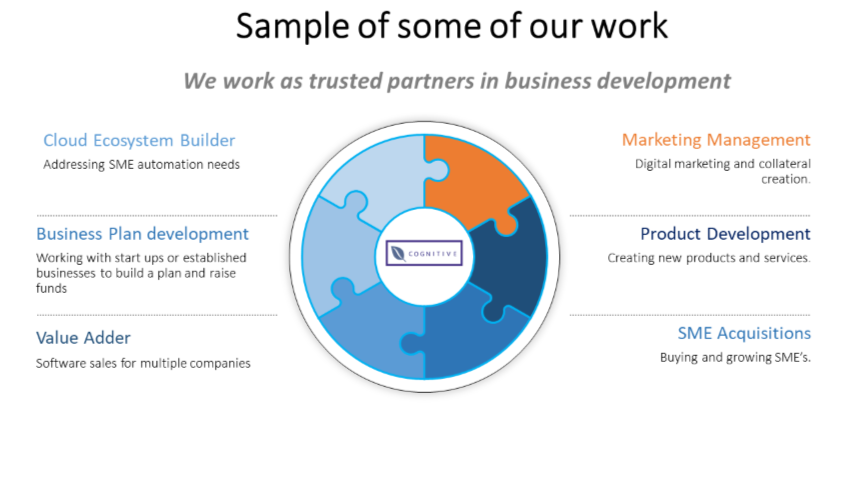 Sample of some of our work
We work as trusted partners in business development
Cloud Ecosystem Builder
Addressing SME automation needs
Business Plan development
Working with start ups or established
businesses to build a plan and raise
funds
Value Adder
Software sales for multiple companies
COGNITIVE
Marketing Management
Digital marketing and collateral
creation.
Product Development
Creating new products and services.
SME Acquisitions
Buying and growing SME's.